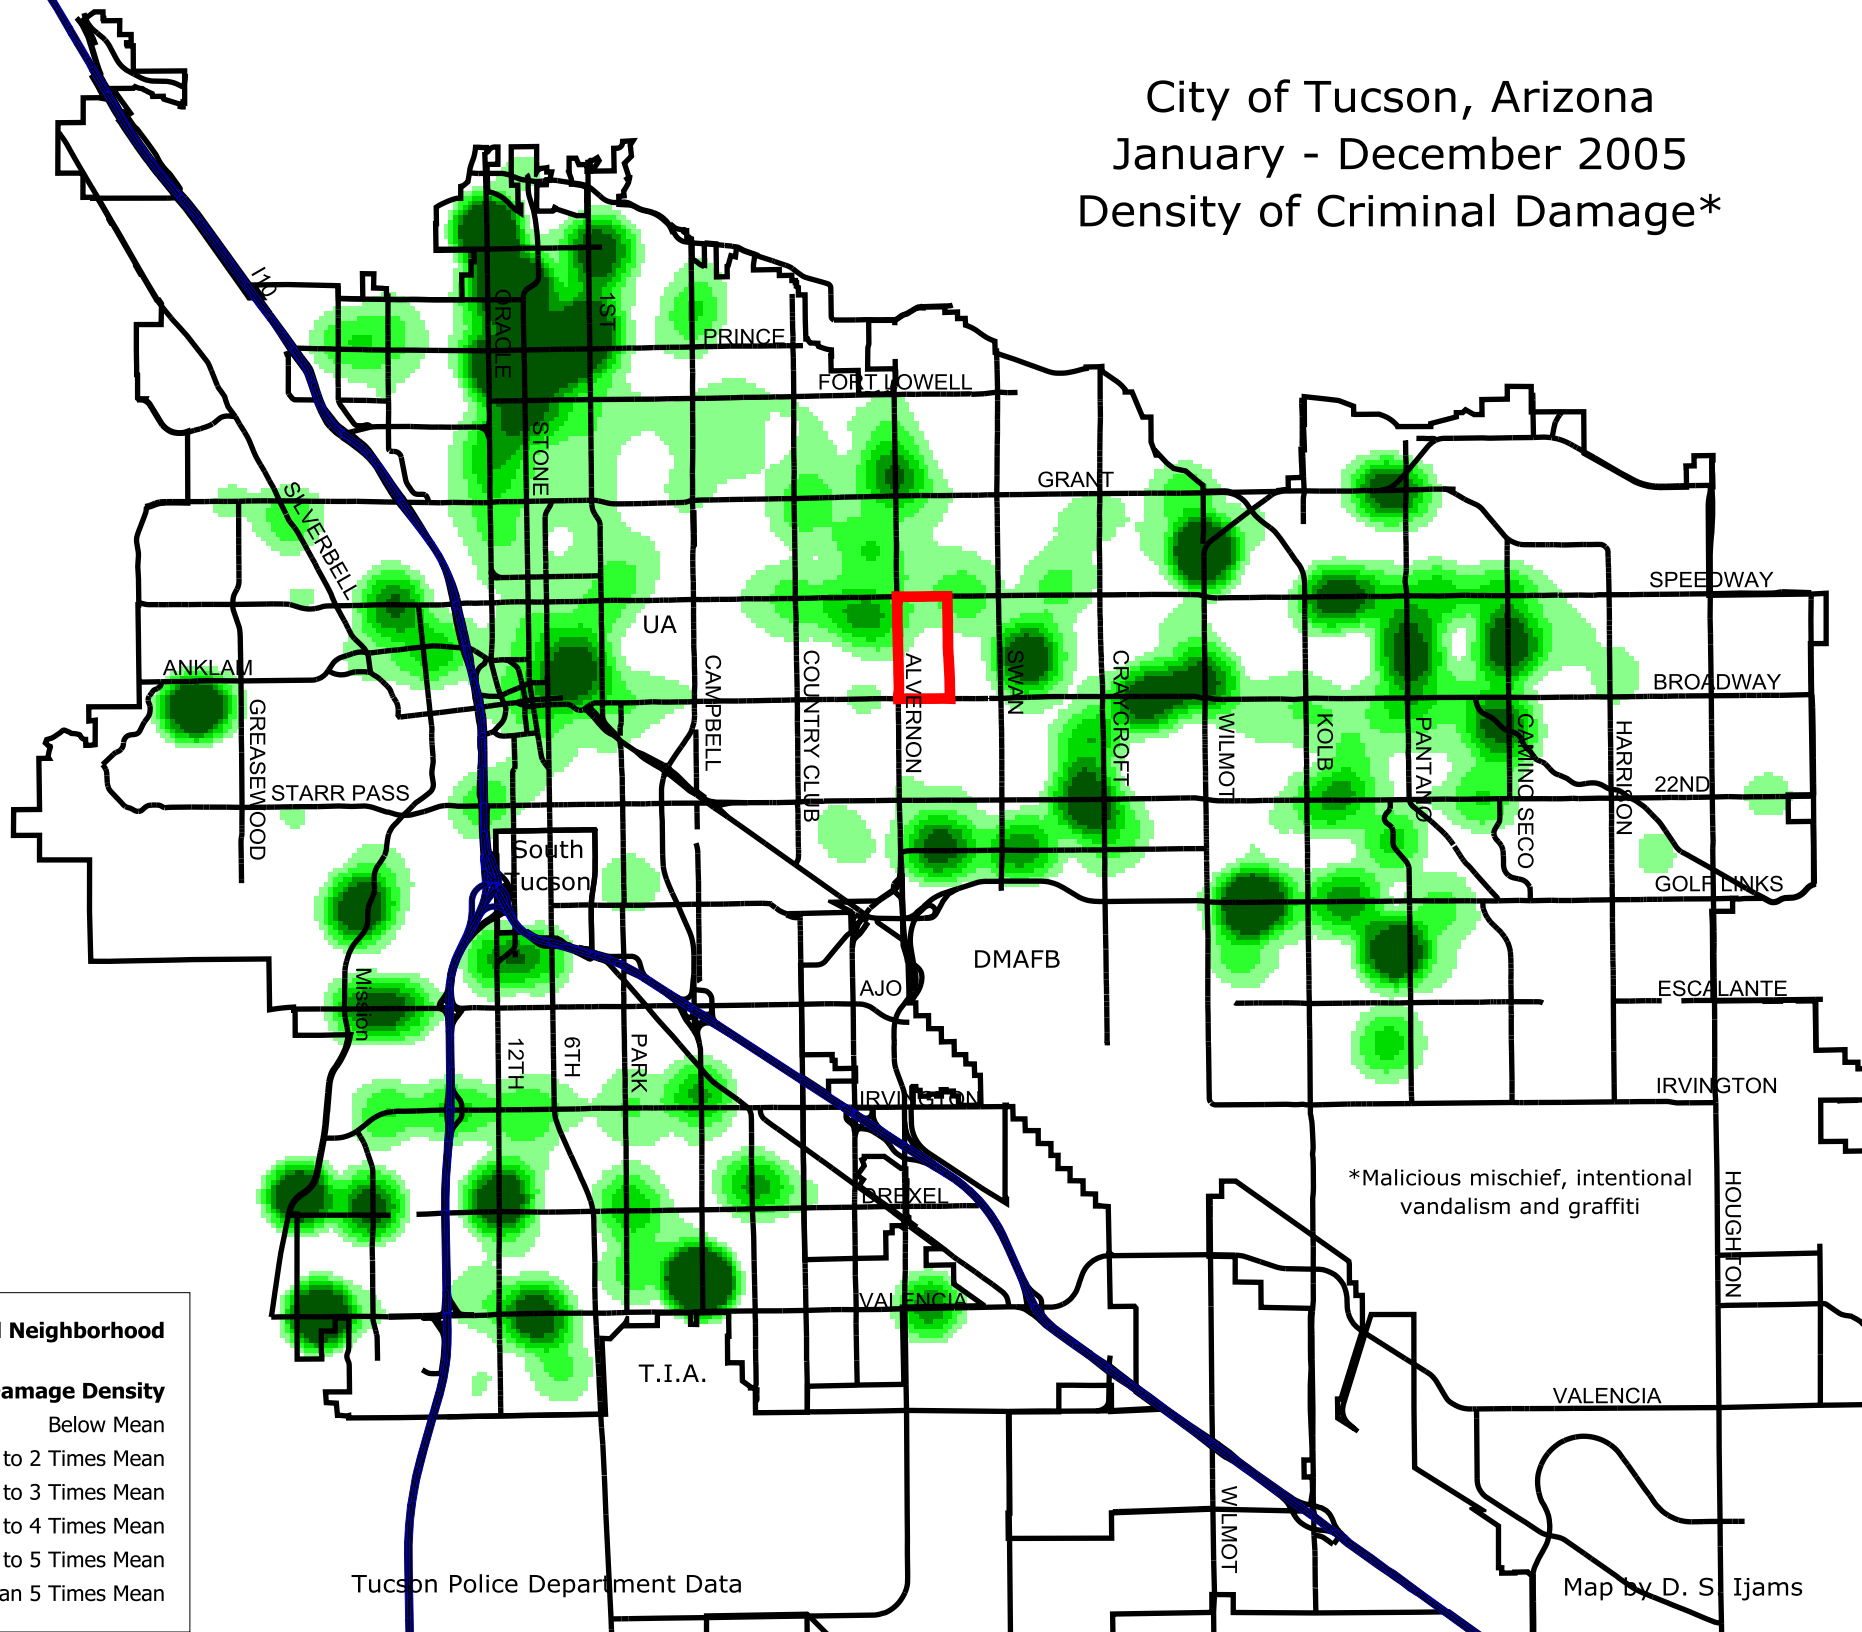 City of Tucson, Arizona
January - December 2005
Density of Criminal Damage*
I10
ORACLE
1ST
PRINCE
FORT LOWELL
STONE
GRANT
SILVERBELL
SPEEDWAY
UA
ANKLAM
GREASEWOOD
CAMPBELL
COUNTRY CLUB
ALVERNON
SWAN
CRAYCROFT
WILMOT
KOLB
PANTANO
CAMINO SECO
HARRISON
BROADWAY
STARR PASS
22ND
South
Tucson
GOLF LINKS
DMAFB
Mission
AJO
ESCALANTE
12TH
6TH
PARK
IRVINGTON
IRVINGTON
*Malicious mischief, intentional
vandalism and graffiti
DREXEL
HOUGHTON
VALENCIA
Neighborhood
T.I.A.
amage Density
VALENCIA
Below Mean
to 2 Times Mean
to 3 Times Mean
WILMOT
to 4 Times Mean
to 5 Times Mean
an 5 Times Mean
Tucson Police Department Data
Map by D. S. Ijams